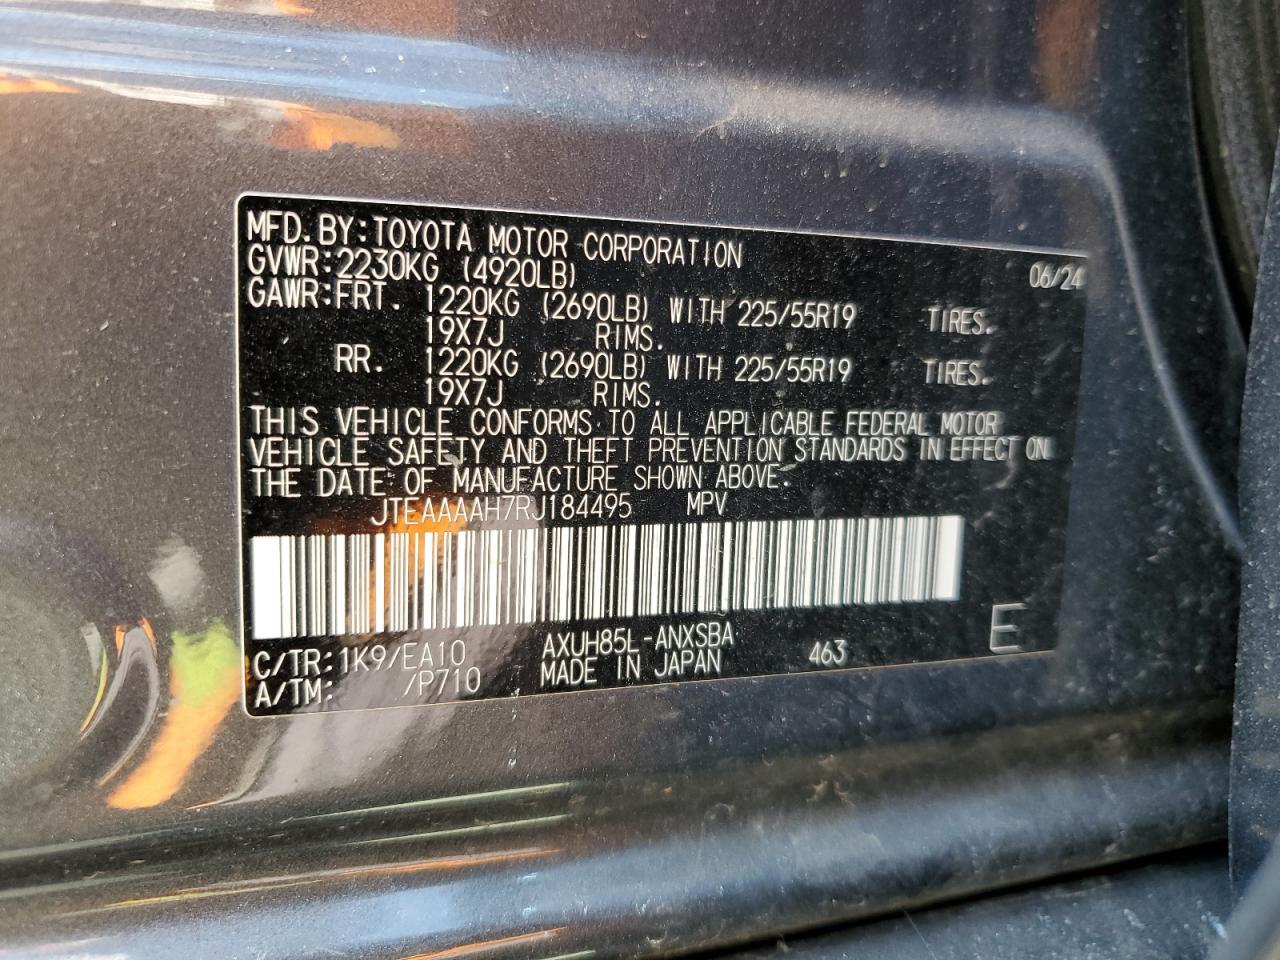 MFD. BY: TOYOTA MOTOR CORPORATION 06/24
GVWR: 2230KG (4920LB)
GAWR: FRT. 1220KG (2690LB) WITH 225/55R19 TIRES.
19X7J RIMS.
RR. 1220KG (2690LB) WITH 225/55R19 TIRES.
19X7J RIMS.
THIS VEHICLE CONFORMS TO ALL APPLICABLE FEDERAL MOTOR
VEHICLE SAFETY AND THEFT PREVENTION STANDARDS IN EFFECT ON
THE DATE OF MANUFACTURE SHOWN ABOVE.
JTEAAAAH7RJ184495 MPV
C/TR: 1K9/EA10 AXUH85L-ANXSBA 463 E
A/TM: /P710 MADE IN JAPAN